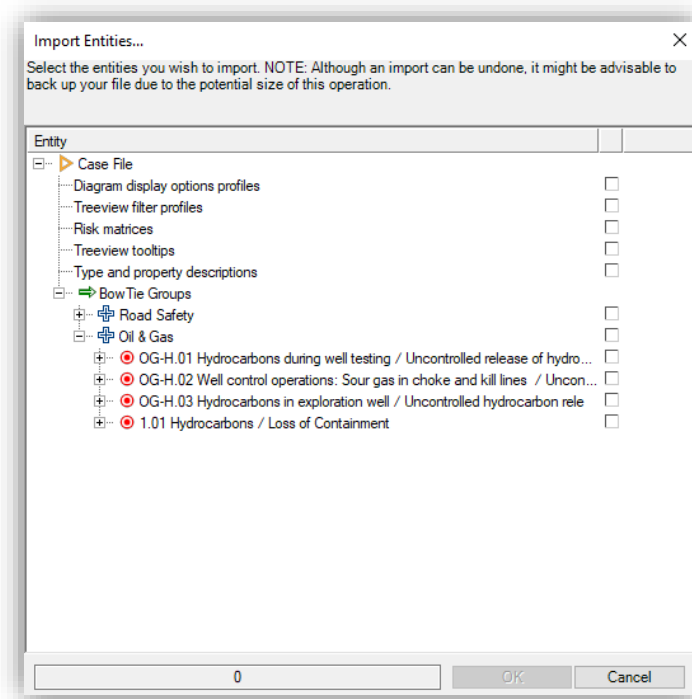 Import Entities...
Select the entities you wish to import. NOTE: Although an import can be undone, it might be advisable to
back up your file due to the potential size of this operation.
Entity
Case File
Diagram display options profiles
Treeview filter profiles
Risk matrices
Treeview tooltips
Type and property descriptions
BowTie Groups
Road Safety
Oil & Gas
OG-H.01 Hydrocarbons during well testing / Uncontrolled release of hydro...
OG-H.02 Well control operations: Sour gas in choke and kill lines / Uncon...
OG-H.03 Hydrocarbons in exploration well / Uncontrolled hydrocarbon rele
1.01 Hydrocarbons / Loss of Containment
0
OK
Cancel